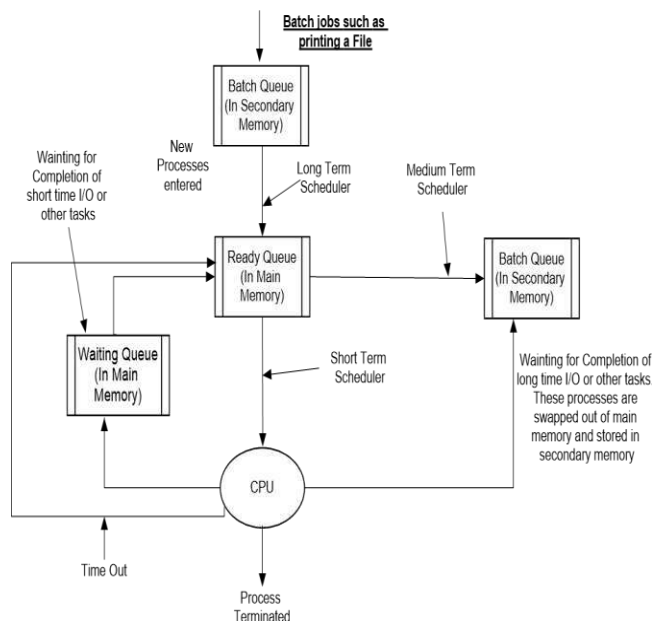 Batch jobs such as
printing a File
Batch Queue
(In Secondary
Memory)
Wainting for
Completion of
short time I/O or
other tasks
New
Processes
entered
Long Term
Scheduler
Medium Term
Scheduler
Ready Queue
(In Main
Memory)
Batch Queue
(In Secondary
Memory)
Waiting Queue
(In Main
Memory)
Short Term
Scheduler
Wainting for Completion of
long time I/O or other tasks
These processes are
swapped out of main
memory and stored in
secondary memory
CPU
Time Out
Process
Terminated